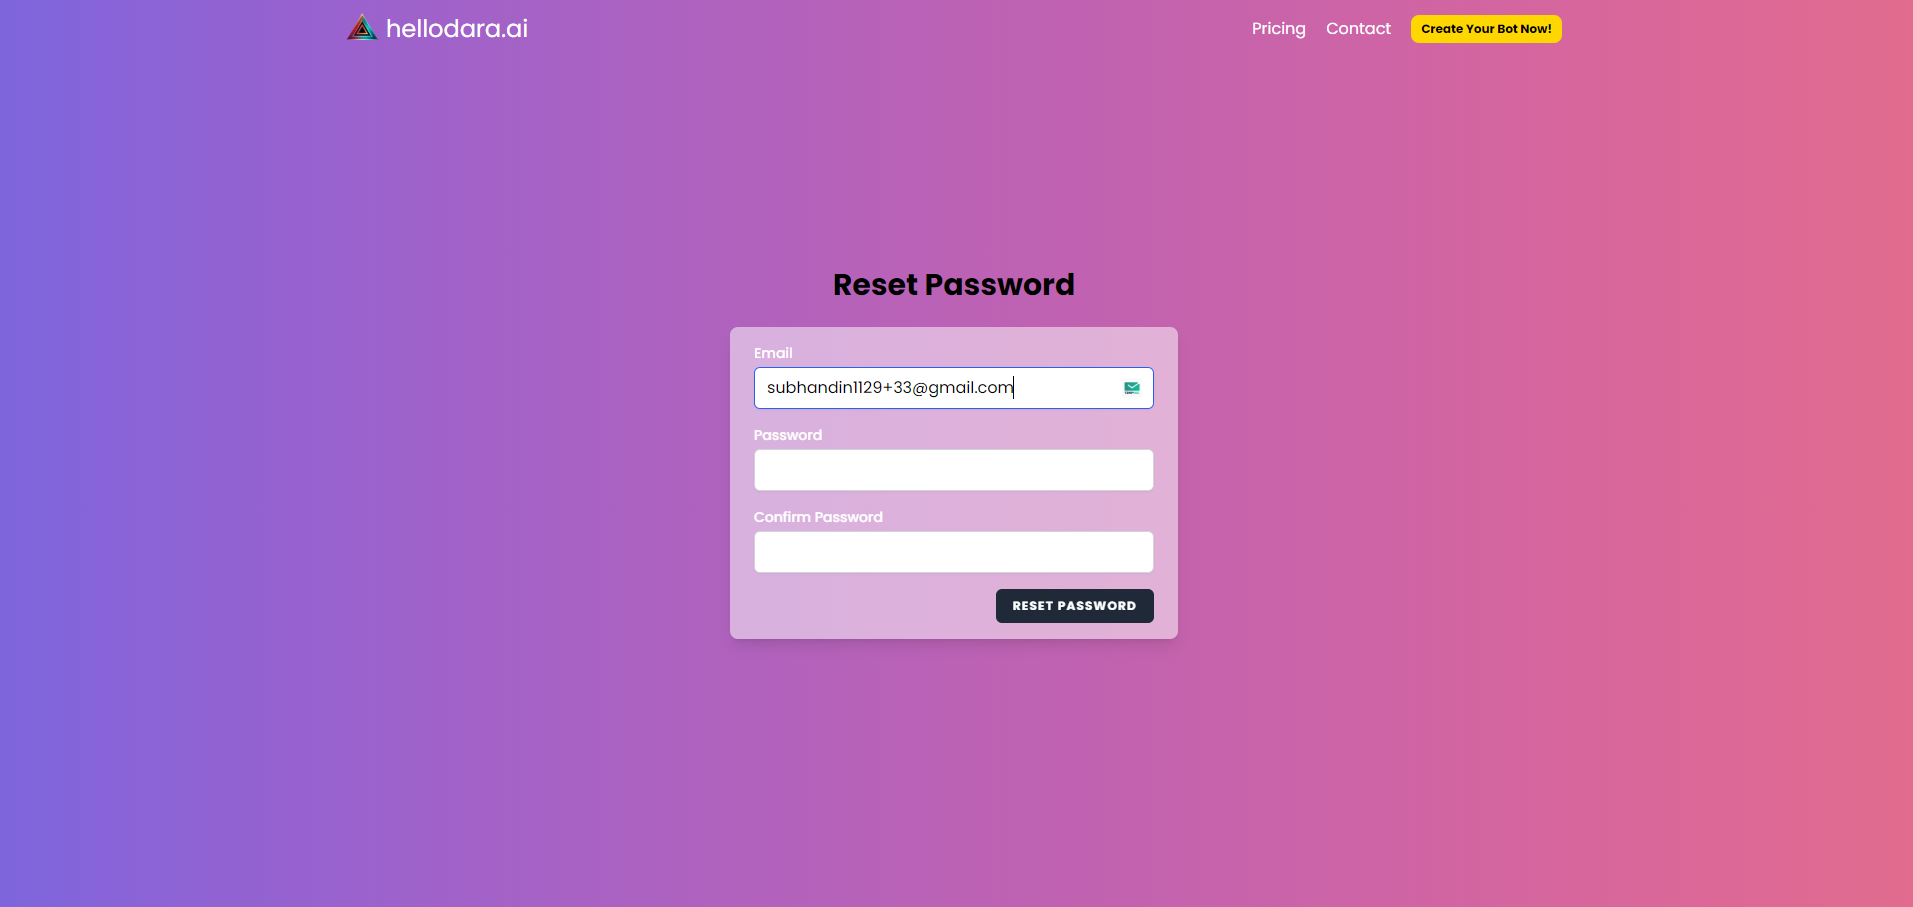 hellodara.ai
Pricing
Contact
Create Your Bot Now!
Reset Password
Email
subhandin1129+33@gmail.com
Password
Confirm Password
RESET PASSWORD